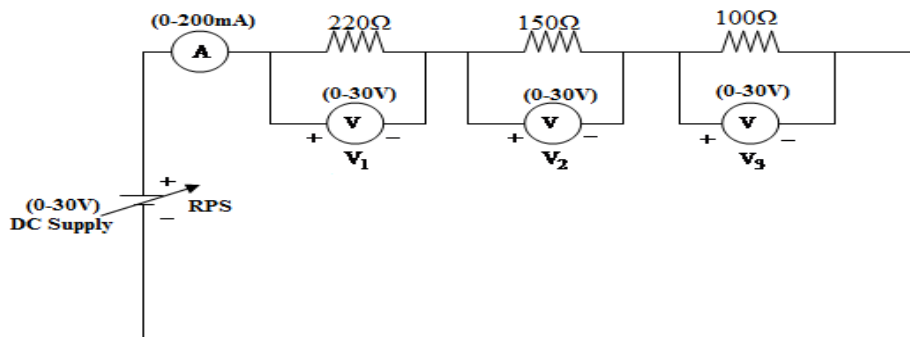 (0-200mA)
220Ω
150Ω
100Ω
A
(0-30V)
(0-30V)
(0-30V)
+ V −
+ V −
+ V −
V₁
V₂
V₃
+
(0-30V)
RPS
DC Supply
−